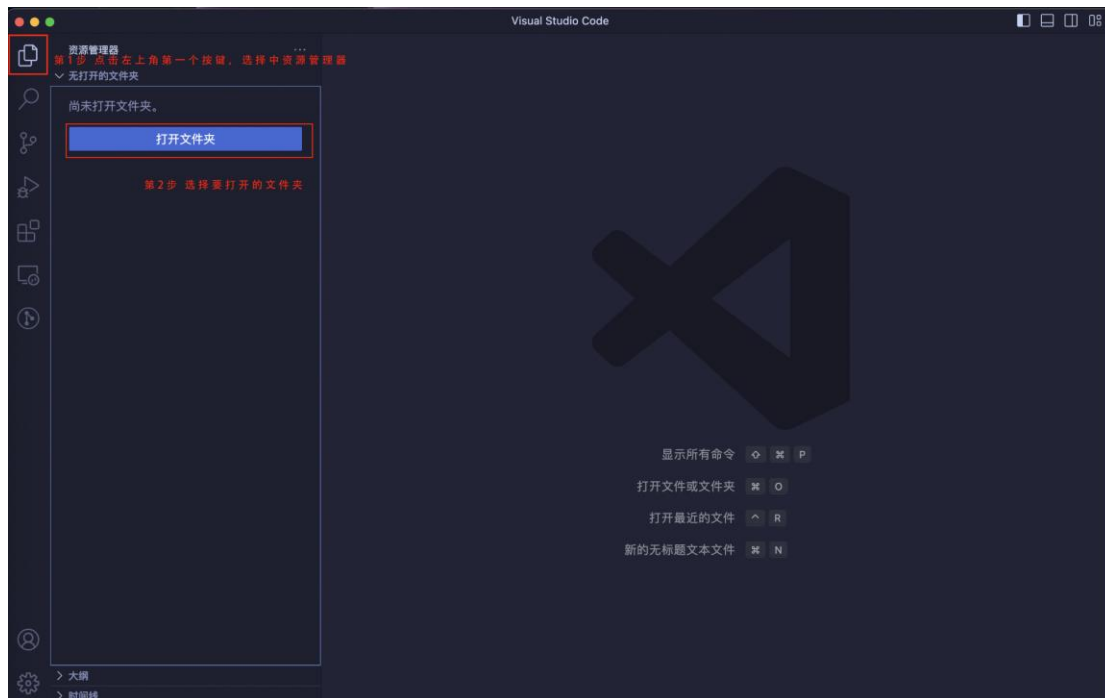 Visual Studio Code
资源管理器
第1步 点击左上角第一个按键，选择中资源管理器
无打开的文件夹
尚未打开文件夹。
打开文件夹
第2步 选择要打开的文件夹
显示所有命令 ⇧ ⌘ P
打开文件或文件夹 ⌘ O
打开最近的文件 ^ R
新的无标题文本文件 ⌘ N
大纲
时间线